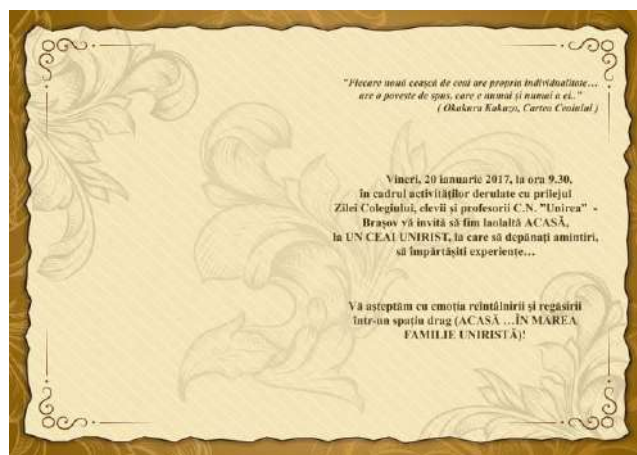 "Fiecare nouă ceașcă de ceai are propria individualitate…
are o poveste de spus, care e numai și numai a ei.."
( Okakura Kakuzo, Cartea Ceaiului )
Vineri, 20 ianuarie 2017, la ora 9.30,
în cadrul activităților derulate cu prilejul
Zilei Colegiului, elevii și profesorii C.N. "Unirea" -
Brașov vă invită să fim laolaltă ACASĂ,
la UN CEAI UNIRIST, la care să depănați amintiri,
să împărtășiți experiențe…
Vă așteptăm cu emoția reîntâlnirii și regăsirii
într-un spațiu drag (ACASĂ …ÎN MAREA
FAMILIE UNIRISTĂ)!